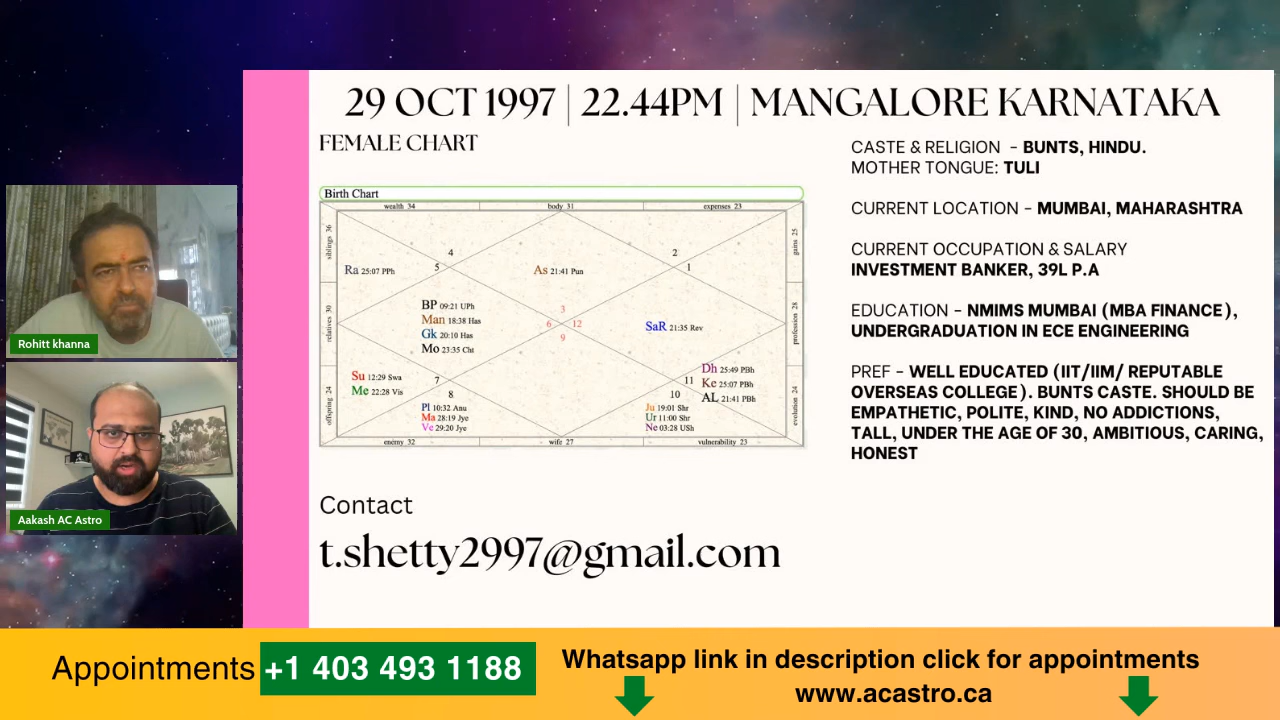 29 OCT 1997 | 22.44PM | MANGALORE KARNATAKA
FEMALE CHART
Birth Chart
wealth 34
body 31
expenses 23
siblings 36
gains 25
4
2
5
1
Ra 25:07 PPh
As 21:41 Pun
relatives 30
profession 28
BP 09:21 UPh
Man 18:38 Has
Gk 20:10 Has
Mo 23:35 Cht
3
6
12
9
SaR 21:35 Rev
offspring 24
evolution 24
Su 12:29 Swa
Me 22:28 Vis
7
8
11
10
Dh 25:49 PBh
Ke 25:07 PBh
AL 21:41 PBh
Pl 10:32 Anu
Ma 28:19 Jye
Ve 29:20 Jye
Ju 19:01 Shr
Ur 11:00 Shr
Ne 03:28 USh
enemy 32
wife 27
vulnerability 23
CASTE & RELIGION - BUNTS, HINDU.
MOTHER TONGUE: TULI
CURRENT LOCATION - MUMBAI, MAHARASHTRA
CURRENT OCCUPATION & SALARY
INVESTMENT BANKER, 39L P.A
EDUCATION - NMIMS MUMBAI (MBA FINANCE),
UNDERGRADUATION IN ECE ENGINEERING
PREF - WELL EDUCATED (IIT/IIM/ REPUTABLE
OVERSEAS COLLEGE). BUNTS CASTE. SHOULD BE
EMPATHETIC, POLITE, KIND, NO ADDICTIONS,
TALL, UNDER THE AGE OF 30, AMBITIOUS, CARING,
HONEST
Contact
t.shetty2997@gmail.com
Rohitt khanna
Aakash AC Astro
Appointments +1 403 493 1188
Whatsapp link in description click for appointments
www.acastro.ca